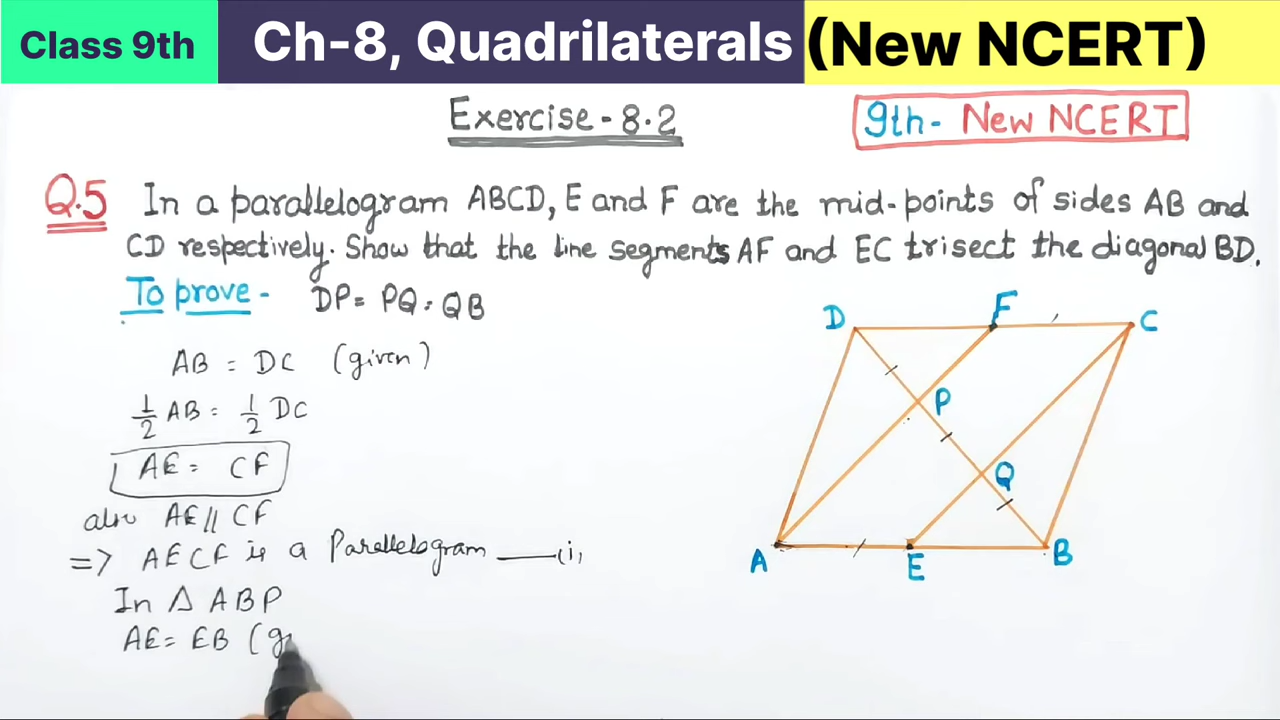 Class 9th
Ch-8, Quadrilaterals
(New NCERT)
Exercise - 8.2
9th- New NCERT
Q.5 In a parallelogram ABCD, E and F are the mid-points of sides AB and
CD respectively. Show that the line segments AF and EC trisect the diagonal BD.
To prove - DP = PQ = QB
AB = DC (given)
1/2 AB = 1/2 DC
AE = CF
also AE || CF
=> AECF is a Parallelogram —(i)
In △ ABP
AE = EB (g
D
F
C
P
Q
A
E
B